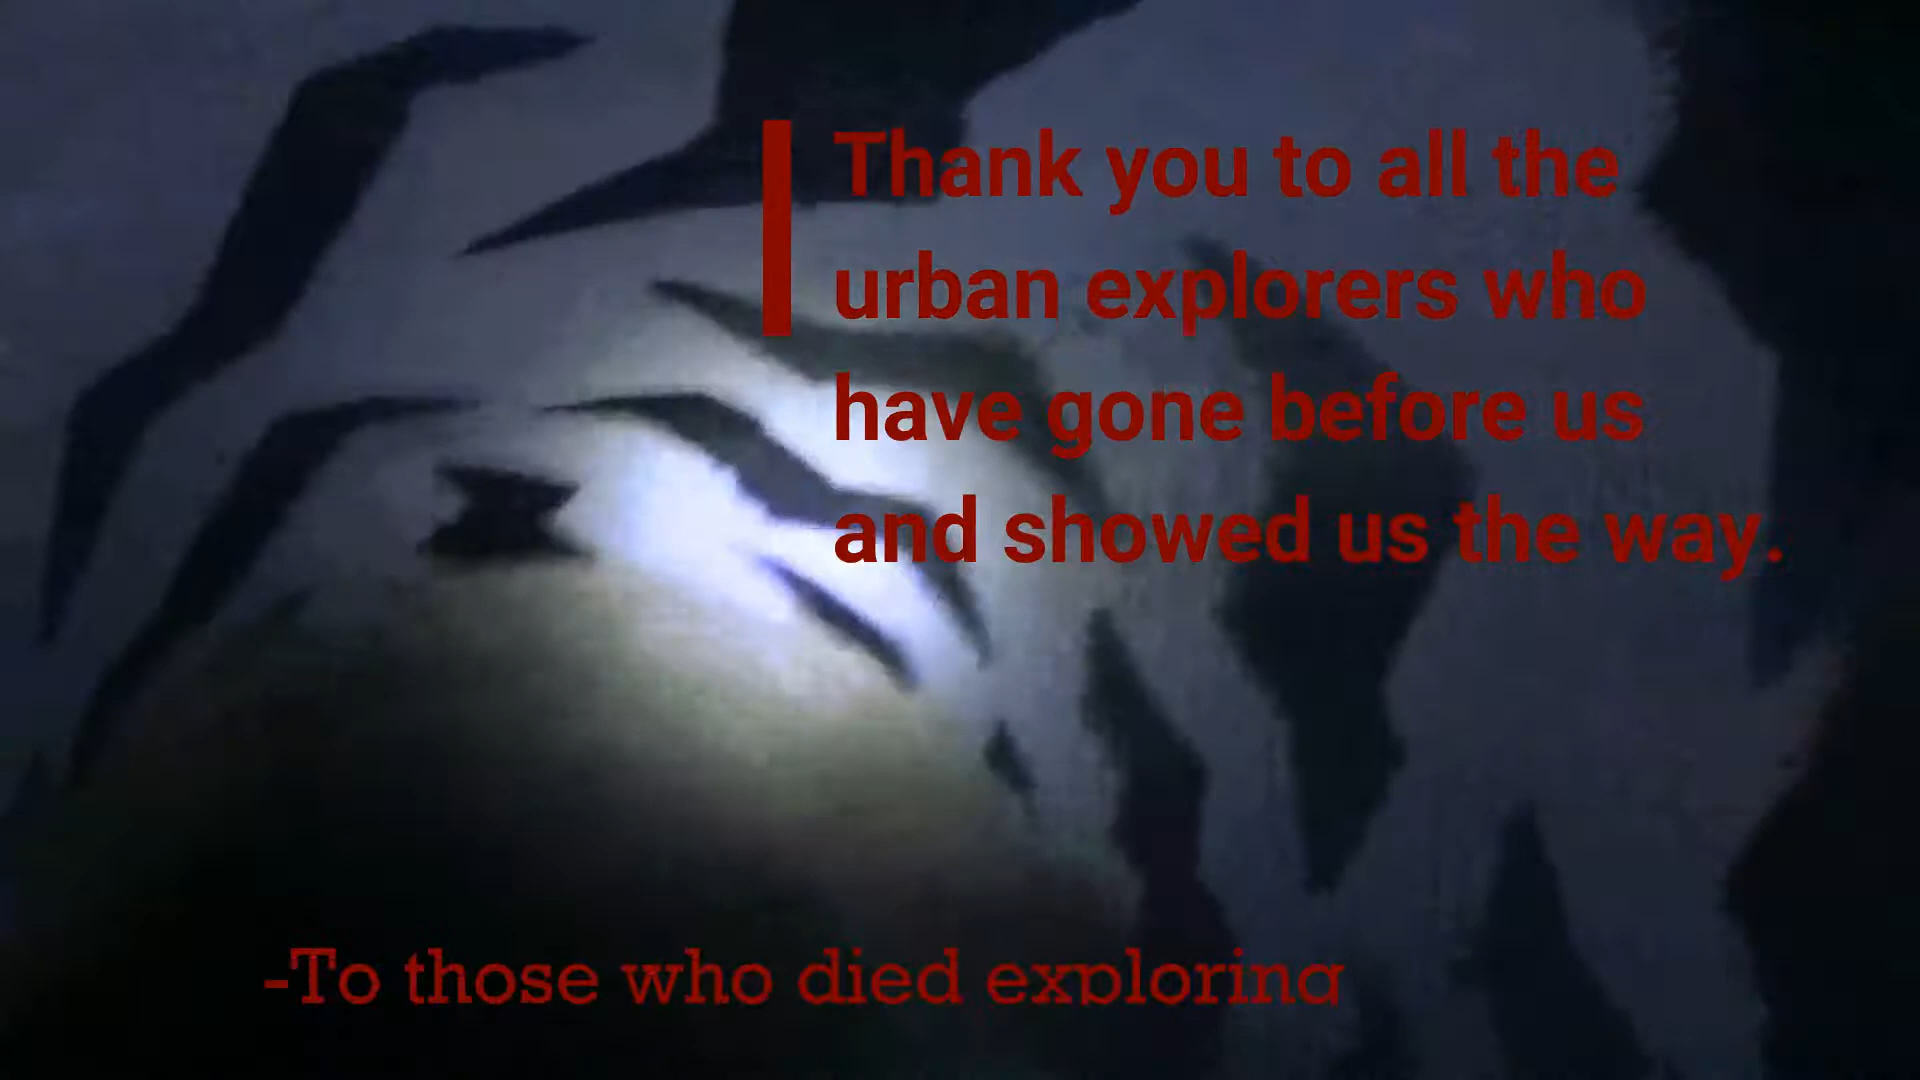 Thank you to all the
urban explorers who
have gone before us
and showed us the way.
-To those who died exploring